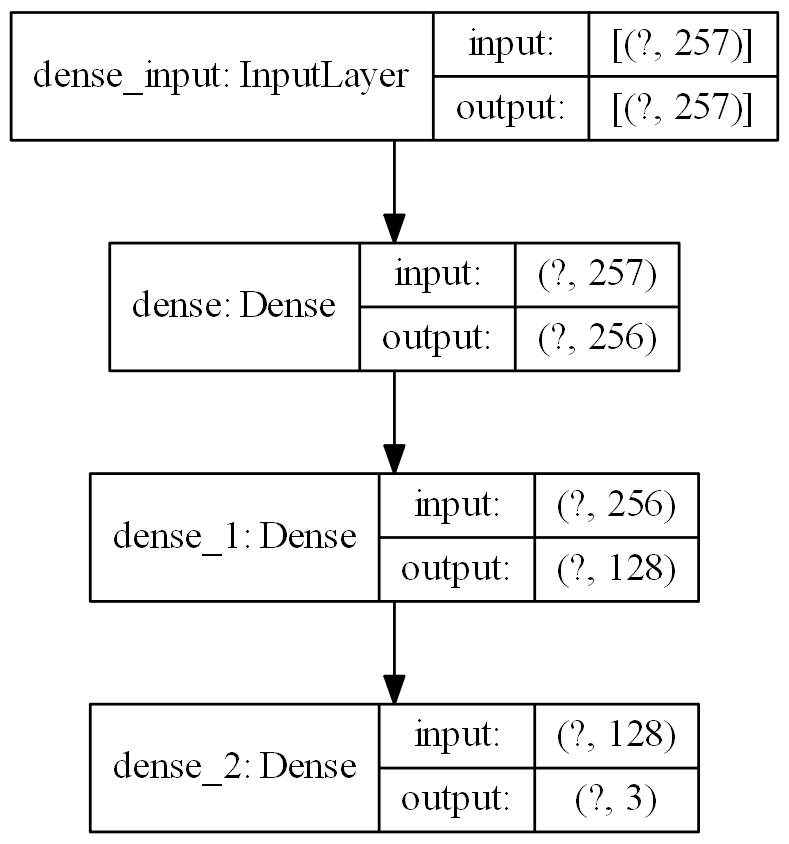 dense_input: InputLayer
input: [(?, 257)]
output: [(?, 257)]
dense: Dense
input: (?, 257)
output: (?, 256)
dense_1: Dense
input: (?, 256)
output: (?, 128)
dense_2: Dense
input: (?, 128)
output: (?, 3)